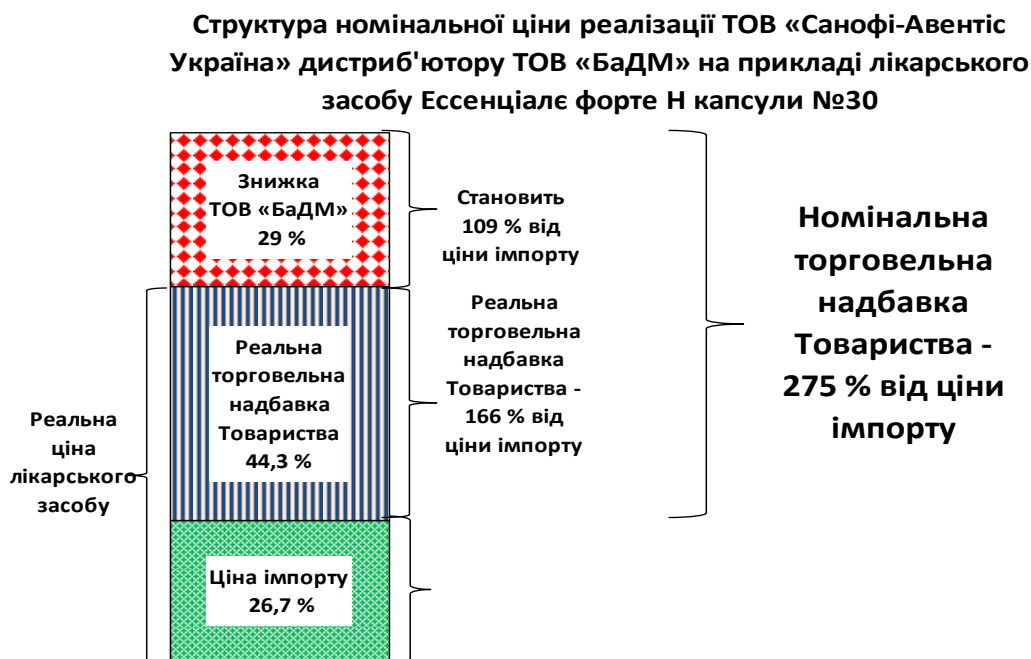 Структура номінальної ціни реалізації ТОВ «Санофі-Авентіс
Україна» дистриб'ютору ТОВ «БаДМ» на прикладі лікарського
засобу Ессенціалє форте Н капсули №30
Знижка
ТОВ «БаДМ»
29 %
Становить
109 % від
ціни імпорту
Номінальна
торговельна
надбавка
Товариства -
275 % від ціни
імпорту
Реальна
торговельна
надбавка
Товариства -
166 % від
ціни імпорту
Реальна
торговельна
надбавка
Товариства
44,3 %
Реальна
ціна
лікарського
засобу
Ціна імпорту
26,7 %